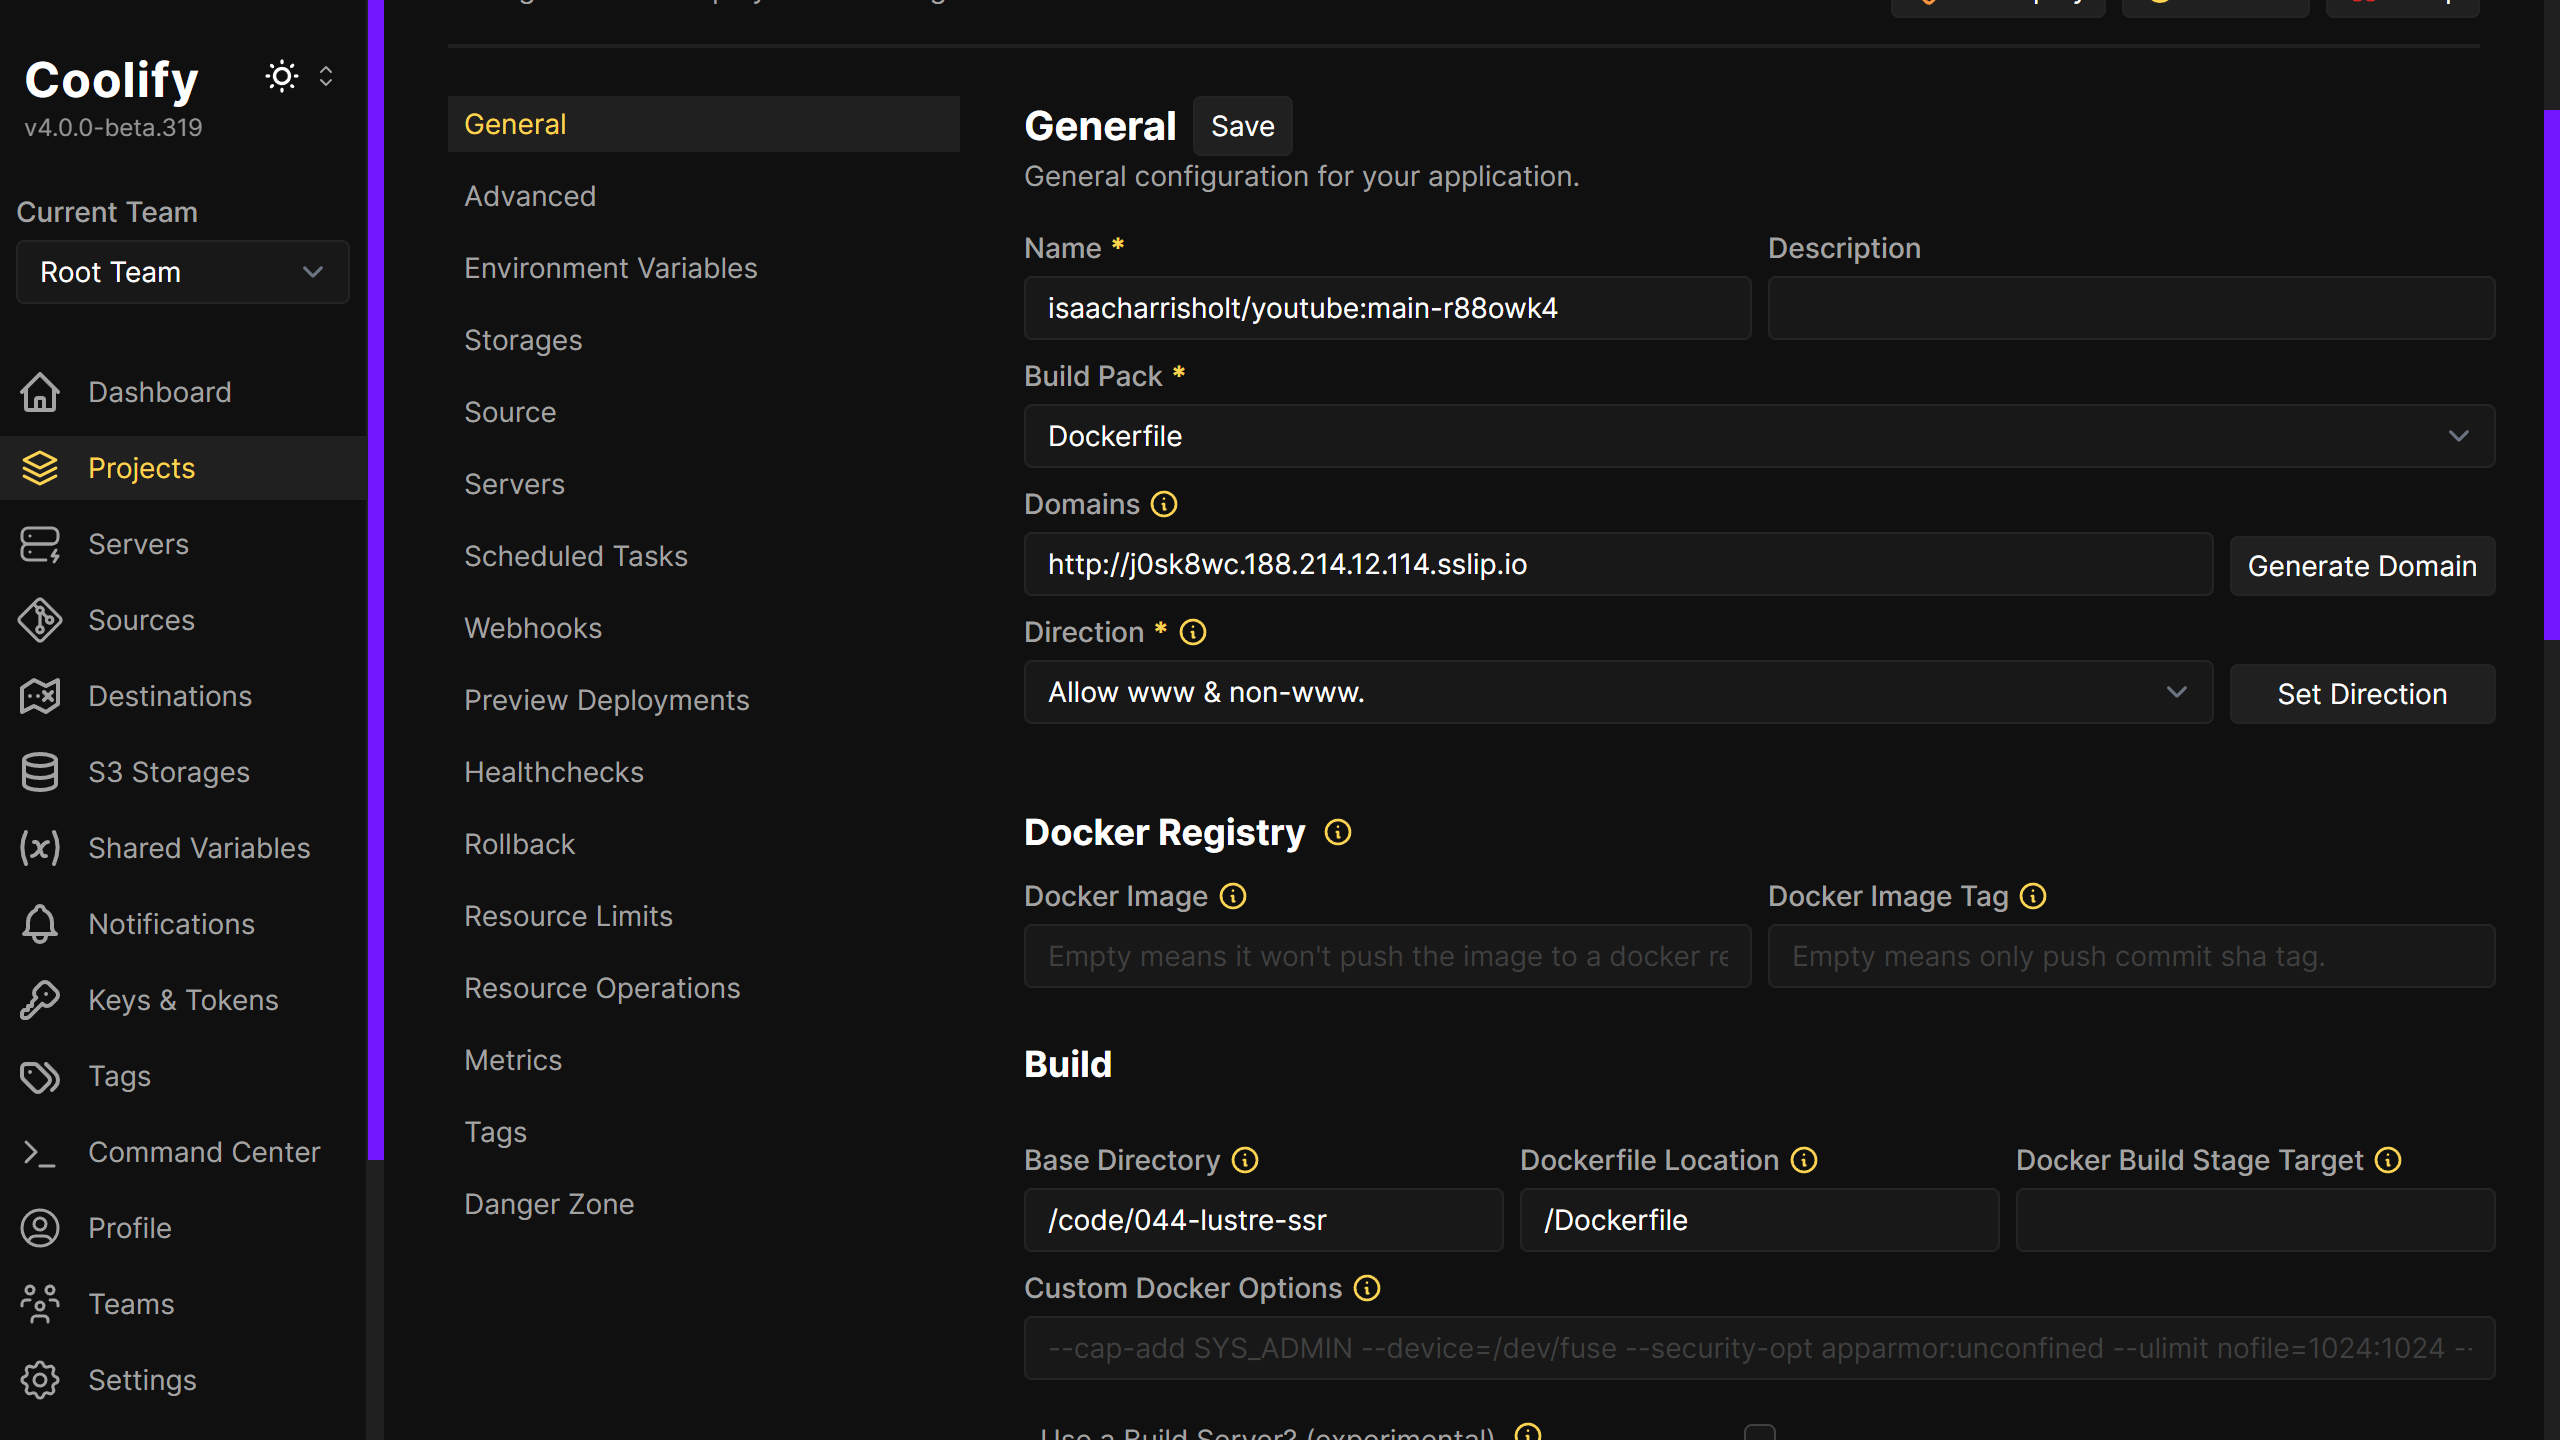 Coolify
v4.0.0-beta.319
Current Team
Root Team
Dashboard
Projects
Servers
Sources
Destinations
S3 Storages
Shared Variables
Notifications
Keys & Tokens
Tags
Command Center
Profile
Teams
Settings
General
Advanced
Environment Variables
Storages
Source
Servers
Scheduled Tasks
Webhooks
Preview Deployments
Healthchecks
Rollback
Resource Limits
Resource Operations
Metrics
Tags
Danger Zone
General Save
General configuration for your application.
Name * Description
isaacharrisholt/youtube:main-r88owk4
Build Pack *
Dockerfile
Domains
http://j0sk8wc.188.214.12.114.sslip.io Generate Domain
Direction *
Allow www & non-www. Set Direction
Docker Registry
Docker Image Docker Image Tag
Empty means it won't push the image to a docker re Empty means only push commit sha tag.
Build
Base Directory Dockerfile Location Docker Build Stage Target
/code/044-lustre-ssr /Dockerfile
Custom Docker Options
--cap-add SYS_ADMIN --device=/dev/fuse --security-opt apparmor:unconfined --ulimit nofile=1024:1024 --
Use a Build Server? (experimental)